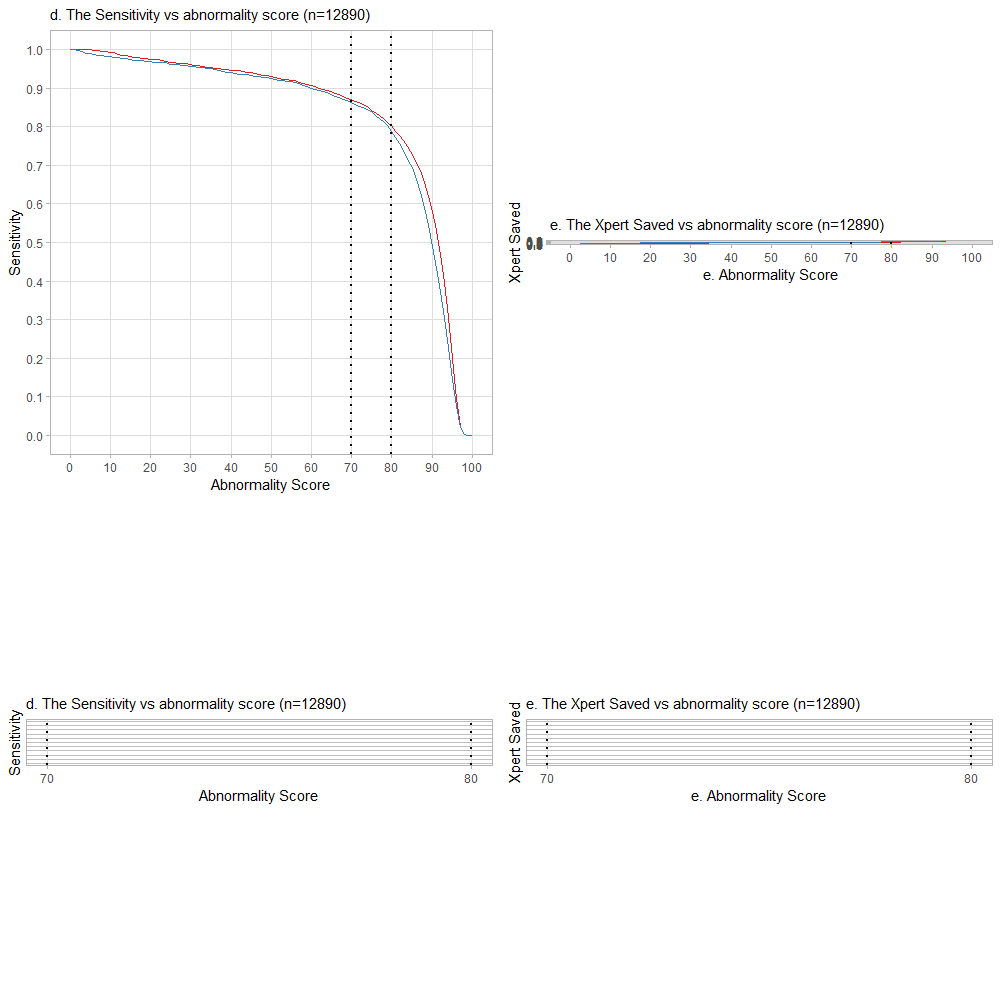 d. The Sensitivity vs abnormality score (n=12890)
1.0
0.9
0.8
0.7
0.6
0.5
0.4
0.3
0.2
0.1
0.0
Sensitivity
0 10 20 30 40 50 60 70 80 90 100
Abnormality Score
e. The Xpert Saved vs abnormality score (n=12890)
Xpert Saved
0 10 20 30 40 50 60 70 80 90 100
e. Abnormality Score
d. The Sensitivity vs abnormality score (n=12890)
Sensitivity
70 80
Abnormality Score
e. The Xpert Saved vs abnormality score (n=12890)
Xpert Saved
70 80
e. Abnormality Score